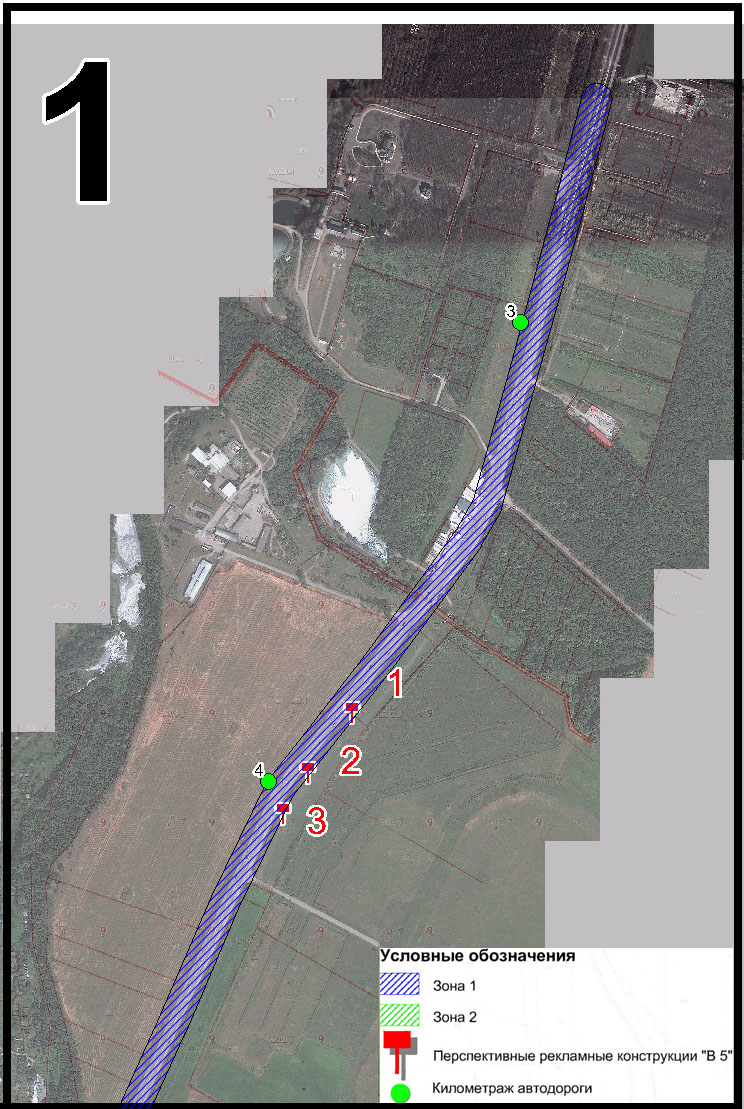 1
3
1
2
4
3
Условные обозначения
Зона 1
Зона 2
Перспективные рекламные конструкции "В 5"
Километраж автодороги